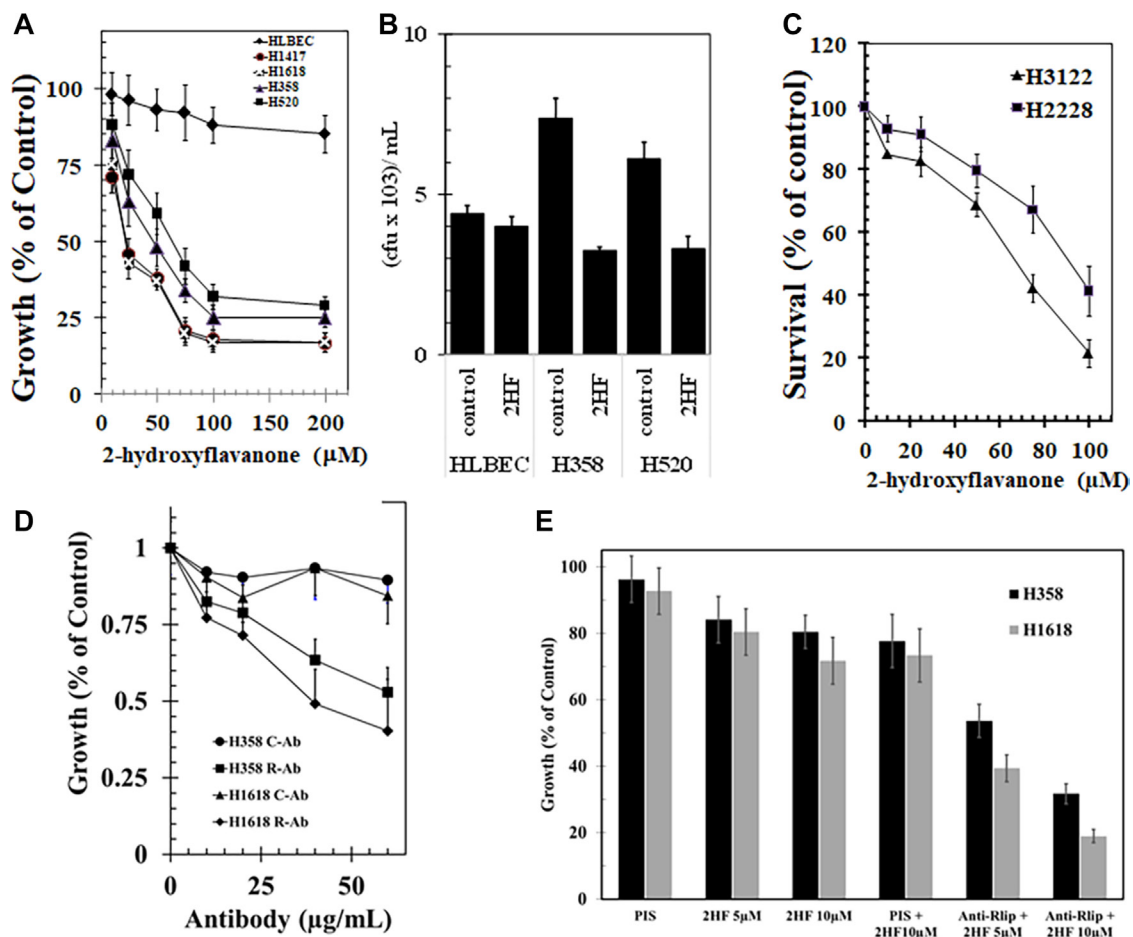 A
Growth (% of Control)
100
75
50
25
0
0 50 100 150 200
2-hydroxyflavanone (µM)
HLBEC
H1417
H1618
H358
H520
B
(cfu x 103)/ mL
10
5
0
control 2HF control 2HF control 2HF
HLBEC H358 H520
C
Survival (% of control)
120
100
80
60
40
20
0
0 20 40 60 80 100
2-hydroxyflavanone (µM)
H3122
H2228
D
Growth (% of Control)
1
0.75
0.5
0.25
0
0 25 50
Antibody (µg/mL)
H358 C-Ab
H358 R-Ab
H1618 C-Ab
H1618 R-Ab
E
Growth (% of Control)
100
80
60
40
20
0
H358
H1618
PIS
2HF 5µM
2HF 10µM
PIS +
2HF10µM
Anti-Rlip +
2HF 5µM
Anti-Rlip +
2HF 10µM